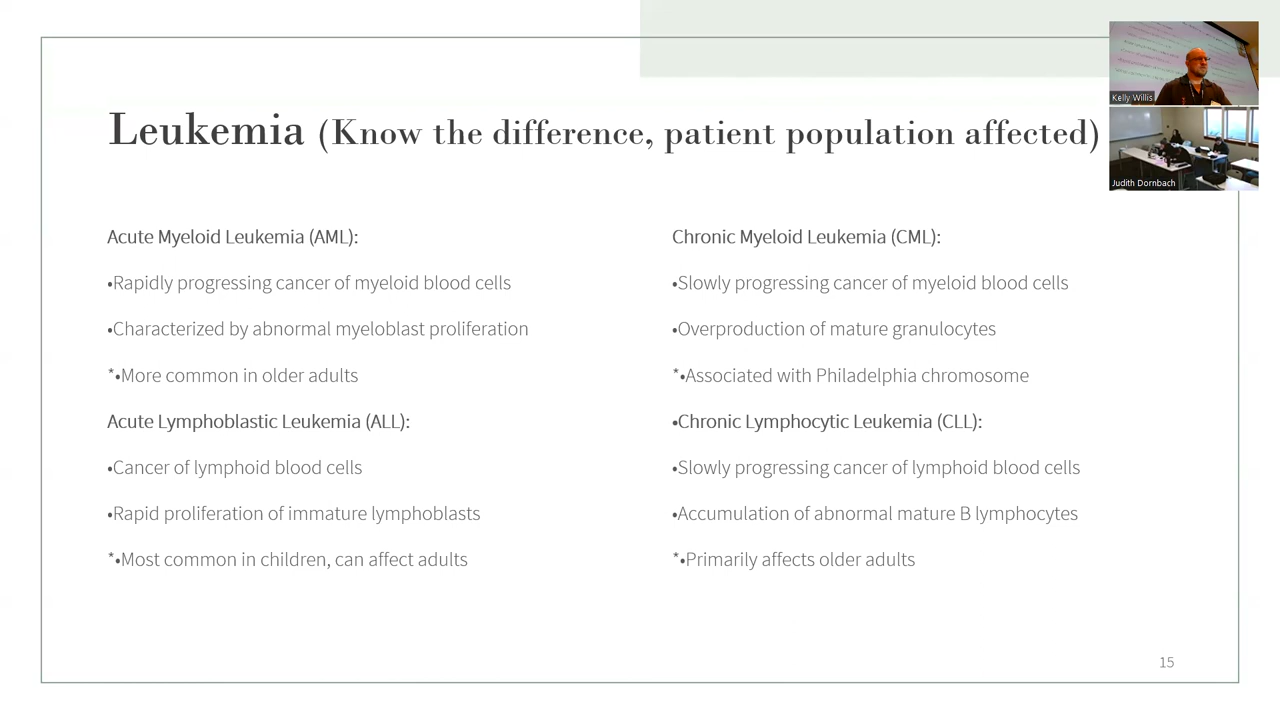 Leukemia (Know the difference, patient population affected)
Kelly Willis
Judith Dornbach
Acute Myeloid Leukemia (AML):
•Rapidly progressing cancer of myeloid blood cells
•Characterized by abnormal myeloblast proliferation
*•More common in older adults
Acute Lymphoblastic Leukemia (ALL):
•Cancer of lymphoid blood cells
•Rapid proliferation of immature lymphoblasts
*•Most common in children, can affect adults
Chronic Myeloid Leukemia (CML):
•Slowly progressing cancer of myeloid blood cells
•Overproduction of mature granulocytes
*•Associated with Philadelphia chromosome
•Chronic Lymphocytic Leukemia (CLL):
•Slowly progressing cancer of lymphoid blood cells
•Accumulation of abnormal mature B lymphocytes
*•Primarily affects older adults
15